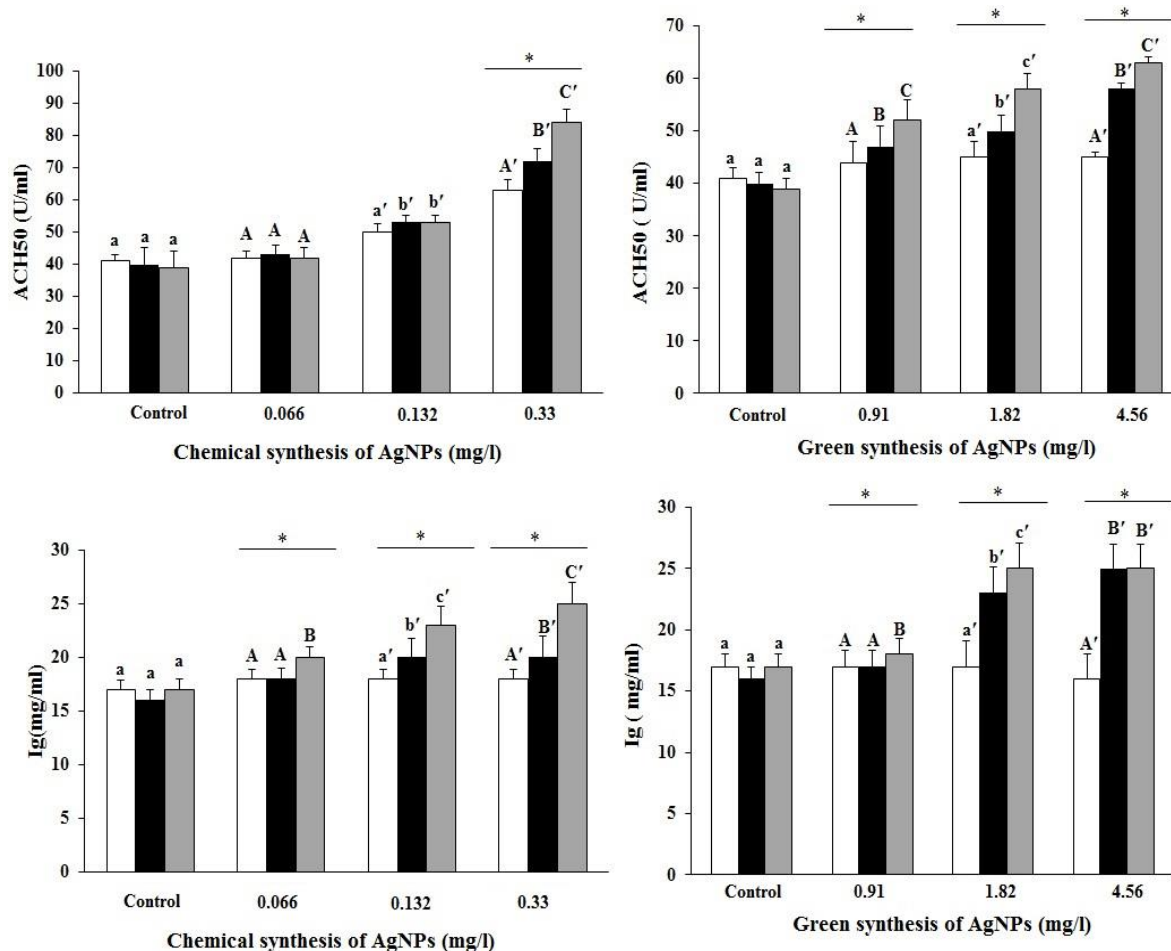 *
100
90
80
70
60
50
40
30
20
10
0
ACH50 (U/ml)
a a a
A A A
a′ b′ b′
A′ B′ C′
Control 0.066 0.132 0.33
Chemical synthesis of AgNPs (mg/l)
* * *
70
60
50
40
30
20
10
0
ACH50 ( U/ml)
a a a
A B C
a′ b′ c′
A′ B′ C′
Control 0.91 1.82 4.56
Green synthesis of AgNPs (mg/l)
* * *
30
25
20
15
10
5
0
Ig(mg/ml)
a a a
A A B
a′ b′ c′
A′ B′ C′
Control 0.066 0.132 0.33
Chemical synthesis of AgNPs (mg/l)
* * *
30
25
20
15
10
5
0
Ig ( mg/ml)
a a a
A A B
a′ b′ c′
A′ B′ B′
Control 0.91 1.82 4.56
Green synthesis of AgNPs (mg/l)